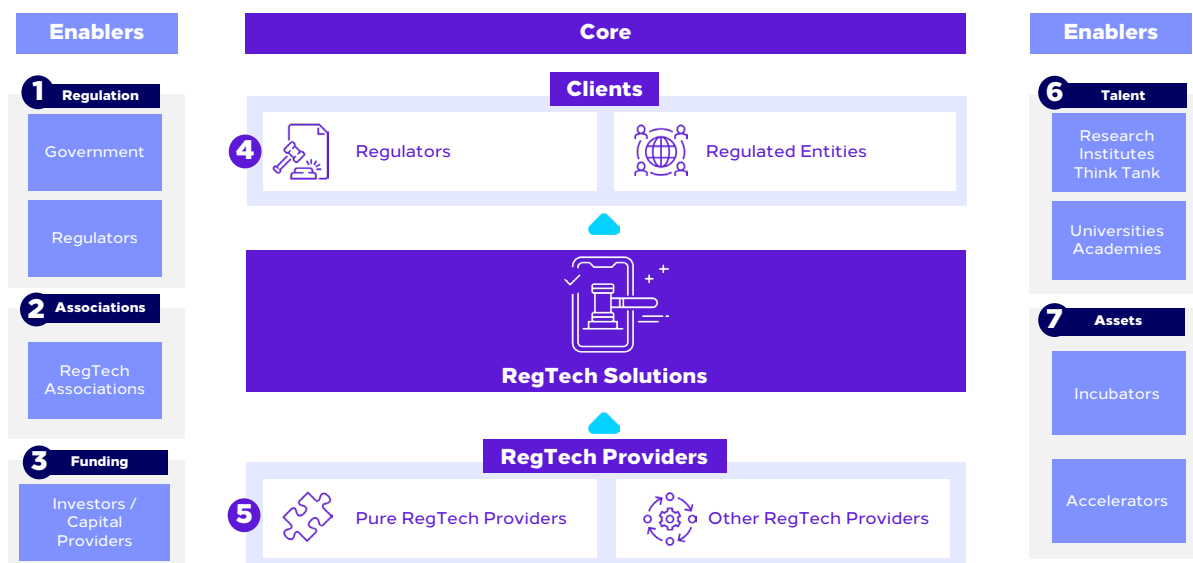 Enablers
Core
Enablers
1
Regulation
Government
Regulators
2
Associations
RegTech
Associations
3
Funding
Investors /
Capital
Providers
Clients
4
Regulators
Regulated Entities
RegTech Solutions
RegTech Providers
5
Pure RegTech Providers
Other RegTech Providers
6
Talent
Research
Institutes
Think Tank
Universities
Academies
7
Assets
Incubators
Accelerators